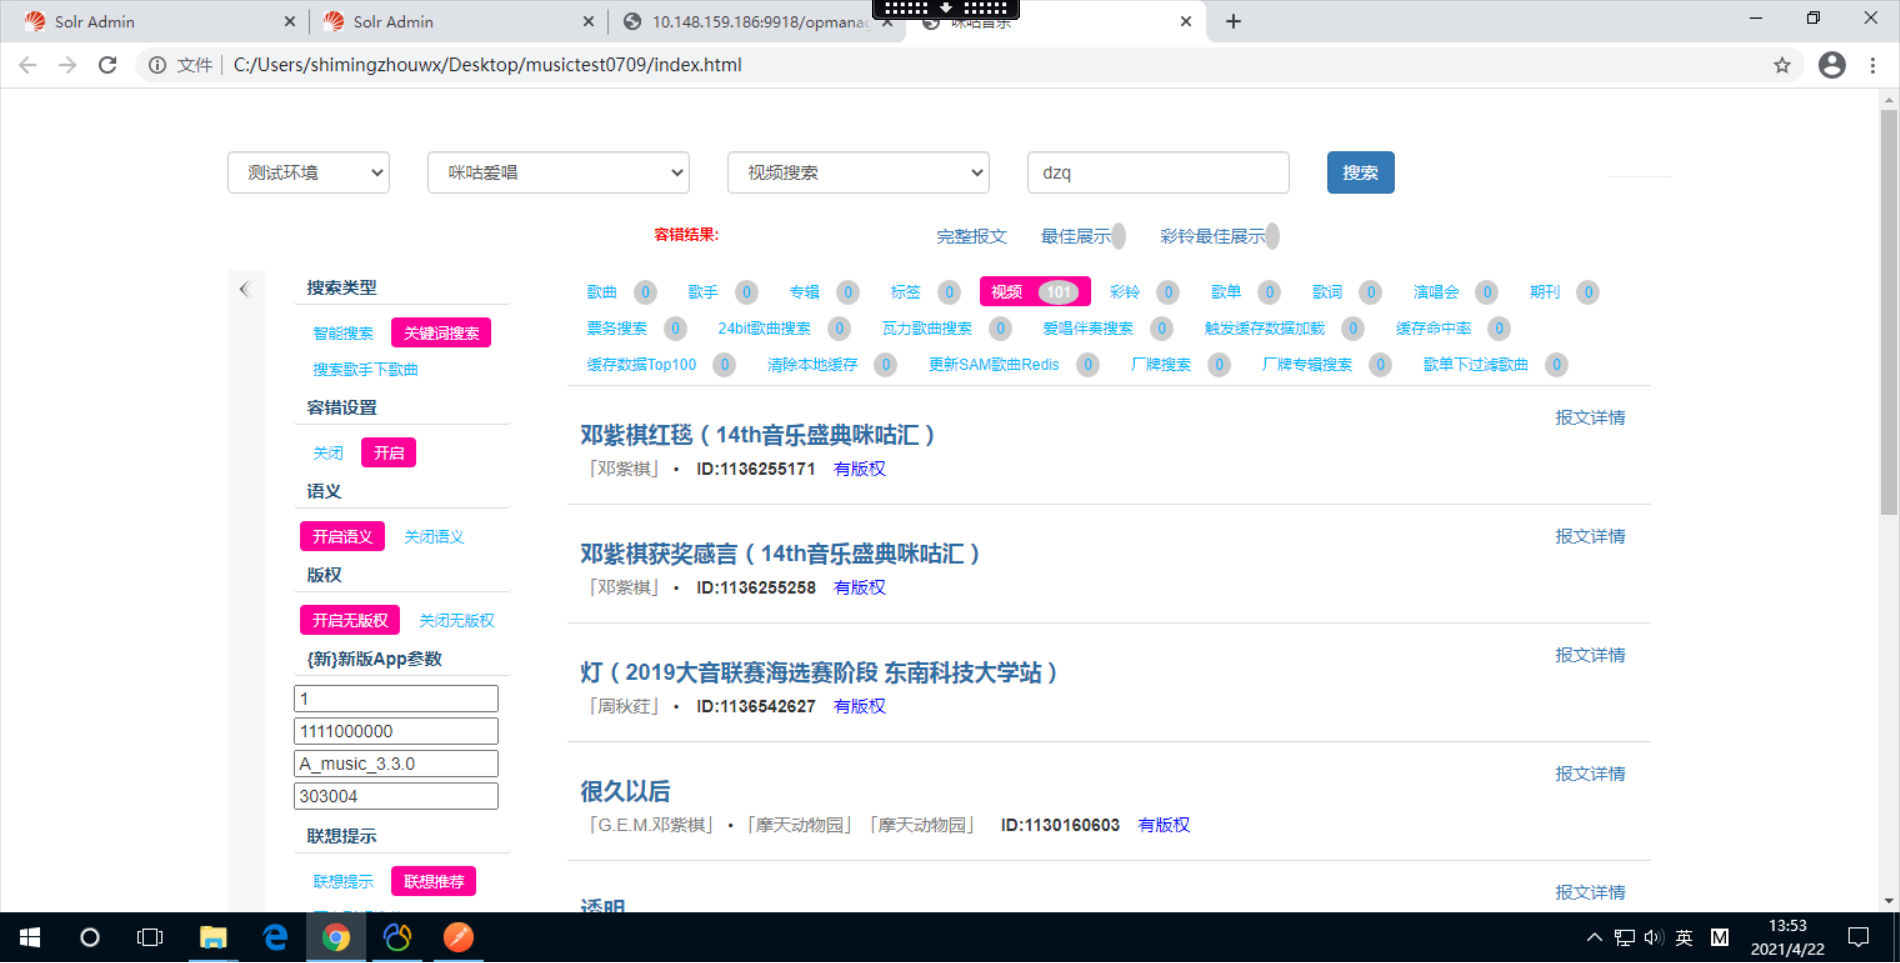 Solr Admin
Solr Admin
10.148.159.186:9918/opmanag
咪咕音乐
文件
C:/Users/shimingzhouwx/Desktop/musictest0709/index.html
测试环境
咪咕爱唱
视频搜索
dzq
搜索
容错结果:
完整报文
最佳展示
彩铃最佳展示
搜索类型
智能搜索 关键词搜索
搜索歌手下歌曲
容错设置
关闭 开启
语义
开启语义 关闭语义
版权
开启无版权 关闭无版权
{新}新版App参数
1
1111000000
A_music_3.3.0
303004
联想提示
联想提示 联想推荐
歌曲 0 歌手 0 专辑 0 标签 0 视频 101 彩铃 0 歌单 0 歌词 0 演唱会 0 期刊 0
票务搜索 0 24bit歌曲搜索 0 瓦力歌曲搜索 0 爱唱伴奏搜索 0 触发缓存数据加载 0 缓存命中率 0
缓存数据Top100 0 清除本地缓存 0 更新SAM歌曲Redis 0 厂牌搜索 0 厂牌专辑搜索 0 歌单下过滤歌曲 0
报文详情
邓紫棋红毯（14th音乐盛典咪咕汇）
「邓紫棋」 • ID:1136255171 有版权
报文详情
邓紫棋获奖感言（14th音乐盛典咪咕汇）
「邓紫棋」 • ID:1136255258 有版权
报文详情
灯（2019大音联赛海选赛阶段 东南科技大学站）
「周秋荭」 • ID:1136542627 有版权
报文详情
很久以后
「G.E.M.邓紫棋」 • 「摩天动物园」 「摩天动物园」 ID:1130160603 有版权
报文详情
透明
英
M
13:53
2021/4/22